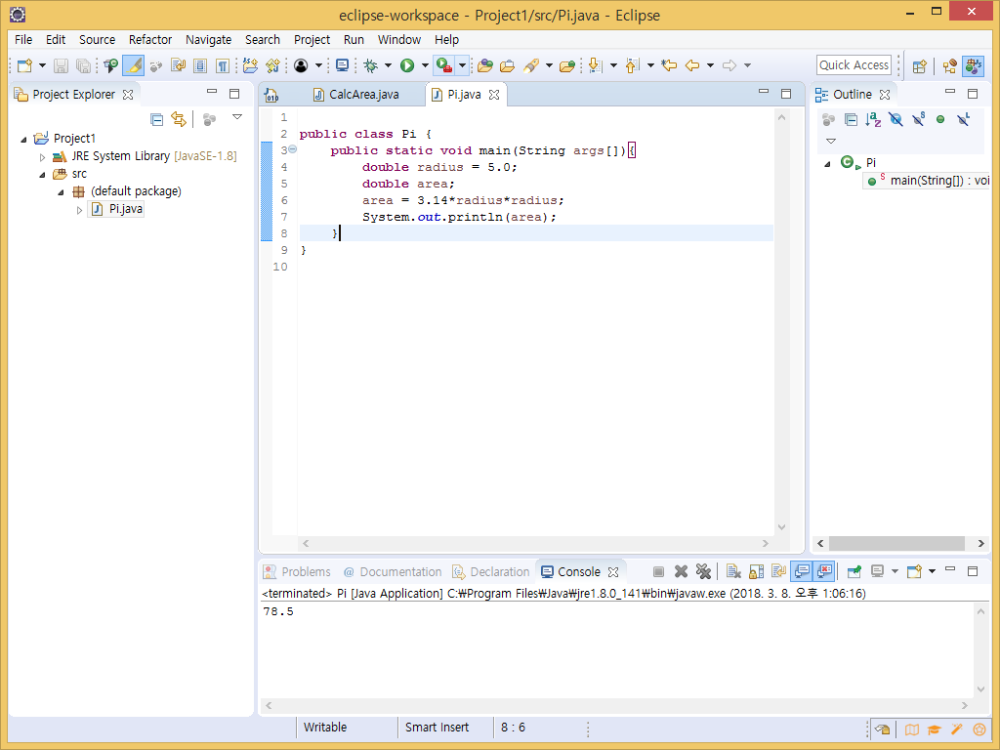 eclipse-workspace - Project1/src/Pi.java - Eclipse
File Edit Source Refactor Navigate Search Project Run Window Help
Quick Access
Project Explorer
Project1
JRE System Library [JavaSE-1.8]
src
(default package)
Pi.java
010
CalcArea.java
Pi.java
1
2 public class Pi {
3 public static void main(String args[]){
4 double radius = 5.0;
5 double area;
6 area = 3.14*radius*radius;
7 System.out.println(area);
8 }
9 }
10
Outline
Pi
main(String[]) : voi
Problems @ Documentation Declaration Console
<terminated> Pi [Java Application] C:₩Program Files₩Java₩jre1.8.0_141₩bin₩javaw.exe (2018. 3. 8. 오후 1:06:16)
78.5
Writable Smart Insert 8 : 6